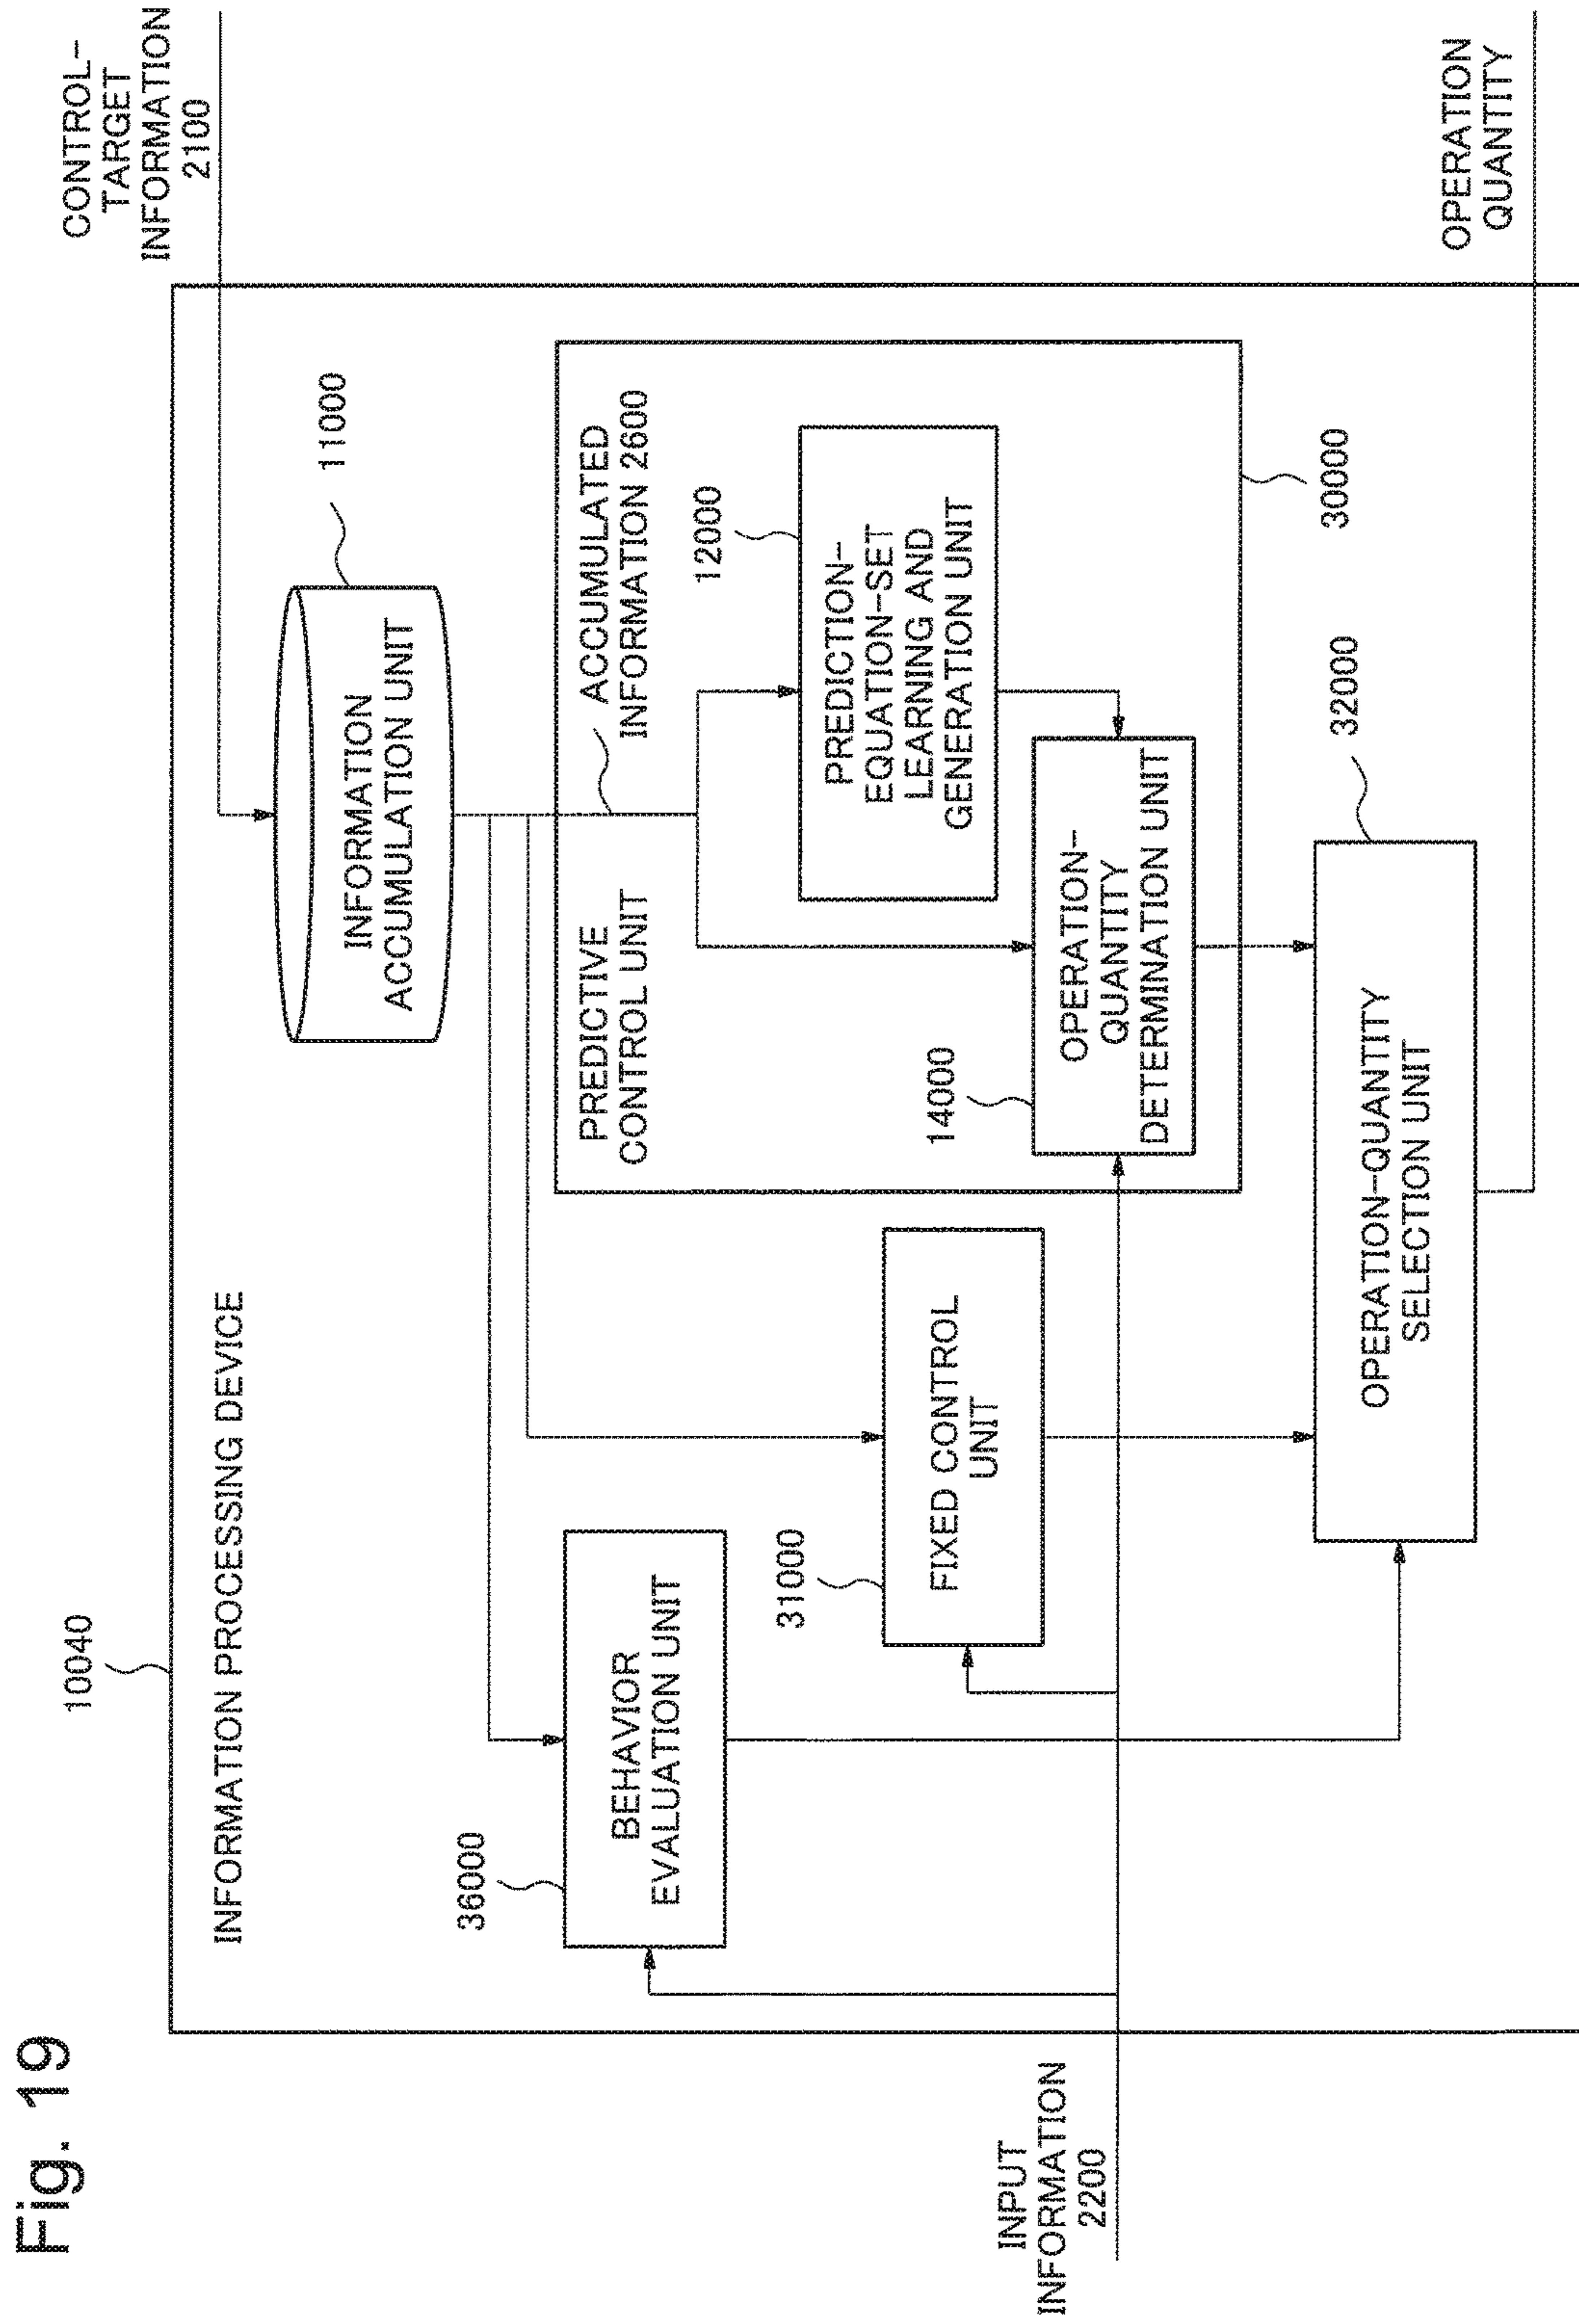 Fig. 19
10040
INFORMATION PROCESSING DEVICE
CONTROL-
TARGET
INFORMATION
2100
11000
INFORMATION
ACCUMULATION UNIT
36000
BEHAVIOR
EVALUATION UNIT
PREDICTIVE
CONTROL UNIT
ACCUMULATED
INFORMATION 2600
12000
PREDICTION-
EQUATION-SET
LEARNING AND
GENERATION UNIT
31000
FIXED CONTROL
UNIT
14000
OPERATION-
QUANTITY
DETERMINATION UNIT
INPUT
INFORMATION
2200
30000
32000
OPERATION-QUANTITY
SELECTION UNIT
OPERATION
QUANTITY